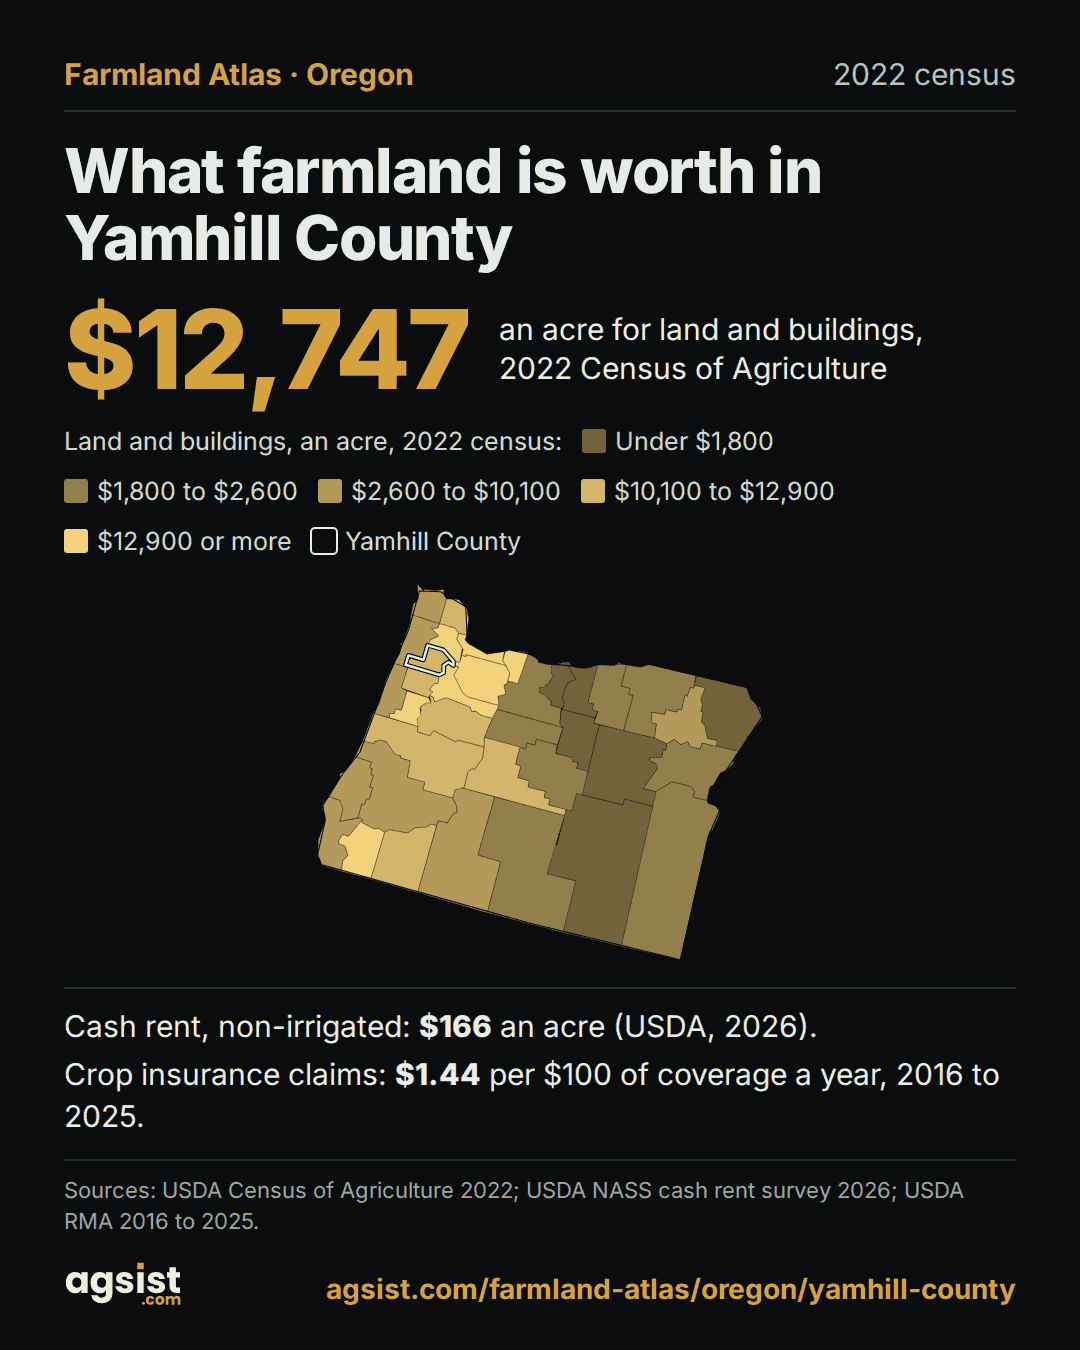 Farmland Atlas · Oregon
2022 census
What farmland is worth in
Yamhill County
$12,747
an acre for land and buildings,
2022 Census of Agriculture
Land and buildings, an acre, 2022 census: Under $1,800
$1,800 to $2,600 $2,600 to $10,100 $10,100 to $12,900
$12,900 or more Yamhill County
Cash rent, non-irrigated: $166 an acre (USDA, 2026).
Crop insurance claims: $1.44 per $100 of coverage a year, 2016 to
2025.
Sources: USDA Census of Agriculture 2022; USDA NASS cash rent survey 2026; USDA
RMA 2016 to 2025.
agsist
.com
agsist.com/farmland-atlas/oregon/yamhill-county